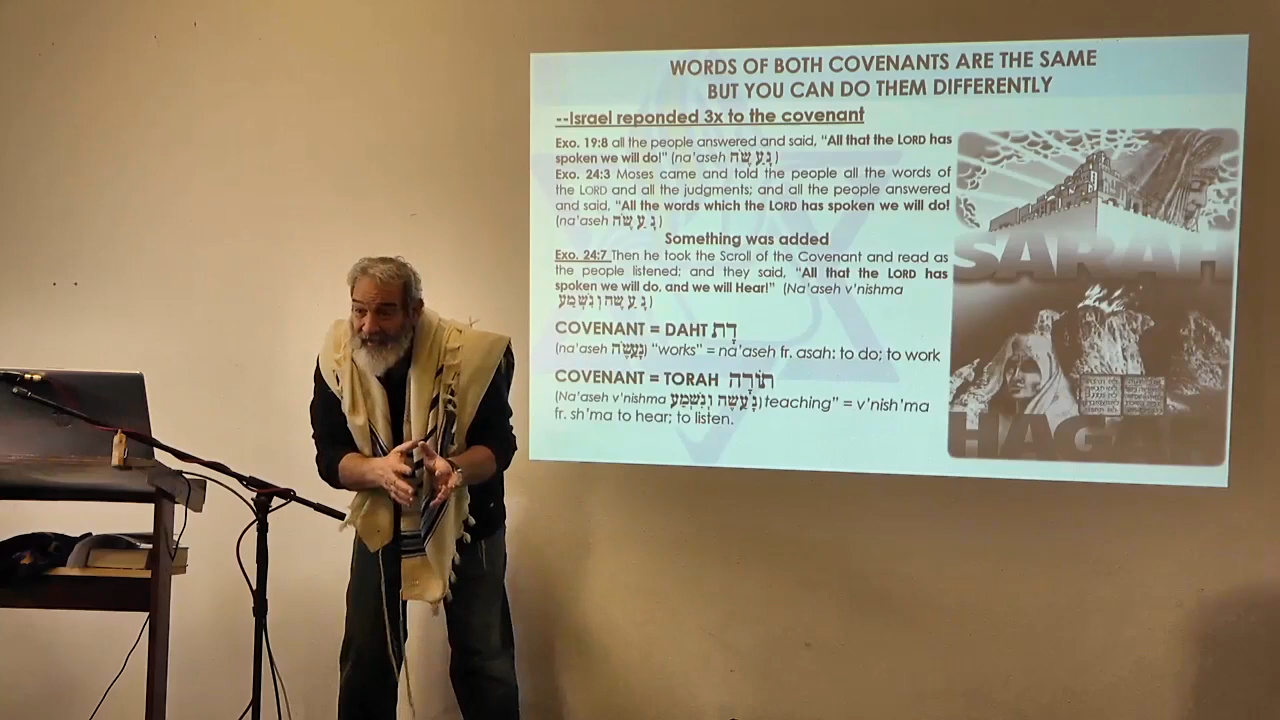 WORDS OF BOTH COVENANTS ARE THE SAME
BUT YOU CAN DO THEM DIFFERENTLY
--Israel reponded 3x to the covenant
Exo. 19:8 all the people answered and said, “All that the LORD has
spoken we will do!” (na’aseh נַעֲשֶׂה)
Exo. 24:3 Moses came and told the people all the words of
the LORD and all the judgments; and all the people answered
and said, “All the words which the LORD has spoken we will do!
(na’aseh נַעֲשֶׂה)
Something was added
Exo. 24:7 Then he took the Scroll of the Covenant and read as
the people listened; and they said, “All that the LORD has
spoken we will do, and we will Hear!” (Na’aseh v’nishma
נַעֲשֶׂה וְנִשְׁמָע)
COVENANT = DAHT דָּת
(na’aseh נַעֲשֶׂה) “works” = na’aseh fr. asah: to do; to work
COVENANT = TORAH תּוֹרָה
(Na’aseh v’nishma נַעֲשֶׂה וְנִשְׁמָע) teaching” = v’nish’ma
fr. sh’ma to hear; to listen.
SARAH
HAGAR